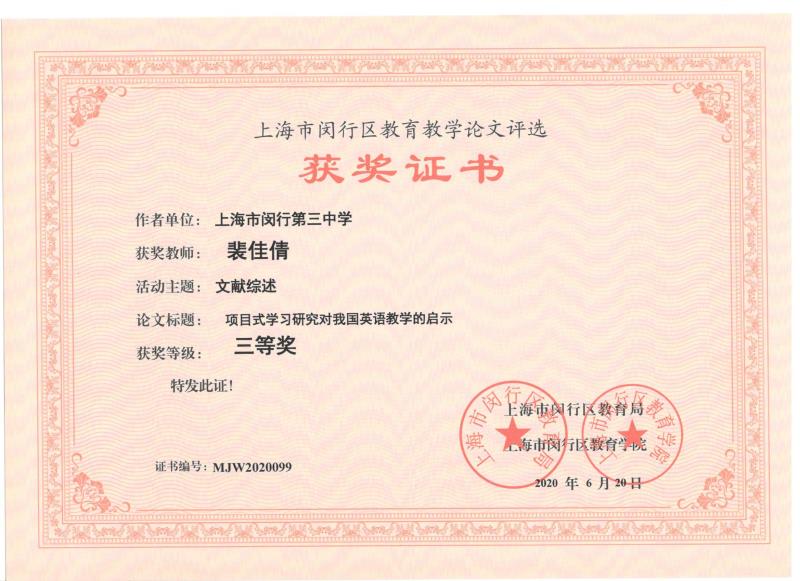 上海市闵行区教育教学论文评选
获奖证书
作者单位：上海市闵行第三中学
获奖教师：裴佳倩
活动主题：文献综述
论文标题：项目式学习研究对我国英语教学的启示
获奖等级：三等奖
特发此证！
上海市闵行区教育局
上海市闵行区教育学院
2020 年 6 月 20 日
证书编号：MJW2020099
上海市闵行区教育局
上海市闵行区教育学院